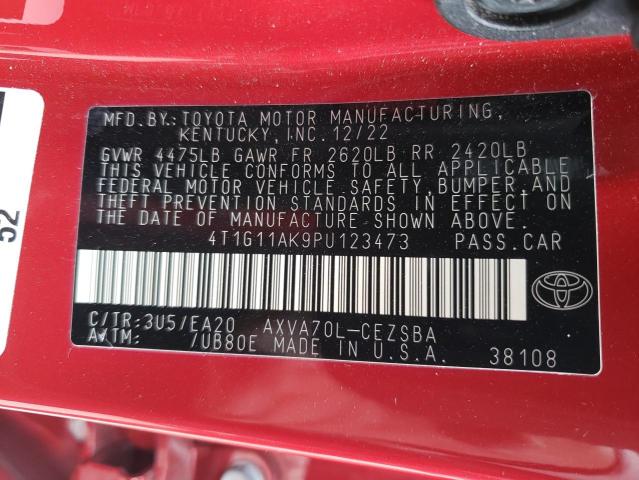 MFD.BY:TOYOTA MOTOR MANUFACTURING,
KENTUCKY,INC. 12/22
GVWR 4475LB GAWR FR 2620LB RR 2420LB
THIS VEHICLE CONFORMS TO ALL APPLICABLE
FEDERAL MOTOR VEHICLE SAFETY,BUMPER,AND
THEFT PREVENTION STANDARDS IN EFFECT ON
THE DATE OF MANUFACTURE SHOWN ABOVE.
4T1G11AK9PU123473 PASS.CAR
C/TR:3U5/EA20 AXVA70L-CEZSBA
A/TM: /UB80E MADE IN U.S.A. 38108
52